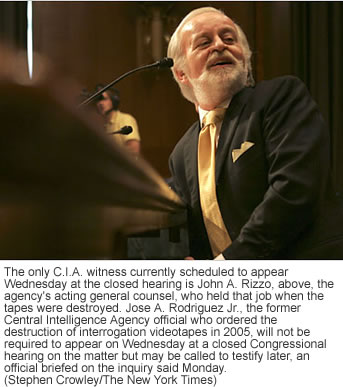 The only C.I.A. witness currently scheduled to appear
Wednesday at the closed hearing is John A. Rizzo, above, the
agency's acting general counsel, who held that job when the
tapes were destroyed. Jose A. Rodriguez Jr., the former
Central Intelligence Agency official who ordered the
destruction of interrogation videotapes in 2005, will not be
required to appear on Wednesday at a closed Congressional
hearing on the matter but may be called to testify later, an
official briefed on the inquiry said Monday.
(Stephen Crowley/The New York Times)